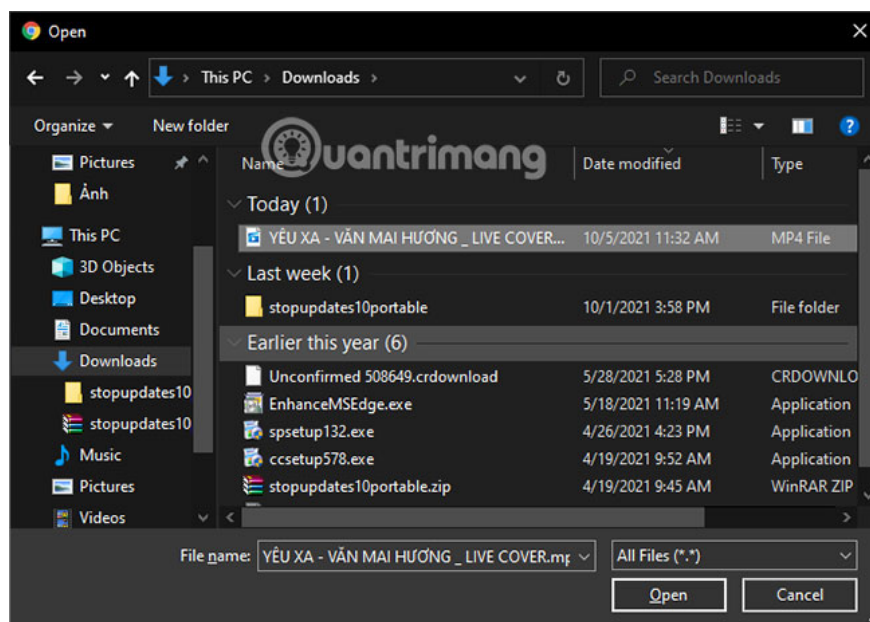 Open
This PC > Downloads >
Search Downloads
Organize
New folder
Quantrimang
Name
Date modified
Type
Pictures
Ảnh
This PC
3D Objects
Desktop
Documents
Downloads
stopupdates10
stopupdates10
Music
Pictures
Videos
Today (1)
YÊU XA - VĂN MAI HƯƠNG _ LIVE COVER... 10/5/2021 11:32 AM MP4 File
Last week (1)
stopupdates10portable 10/1/2021 3:58 PM File folder
Earlier this year (6)
Unconfirmed 508649.crdownload 5/28/2021 5:28 PM CRDOWNLO
EnhanceMSEdge.exe 5/18/2021 11:19 AM Application
spsetup132.exe 4/26/2021 4:23 PM Application
ccsetup578.exe 4/19/2021 9:52 AM Application
stopupdates10portable.zip 4/19/2021 9:45 AM WinRAR ZIP
File name: YÊU XA - VĂN MAI HƯƠNG _ LIVE COVER.mp
All Files (*.*)
Open
Cancel